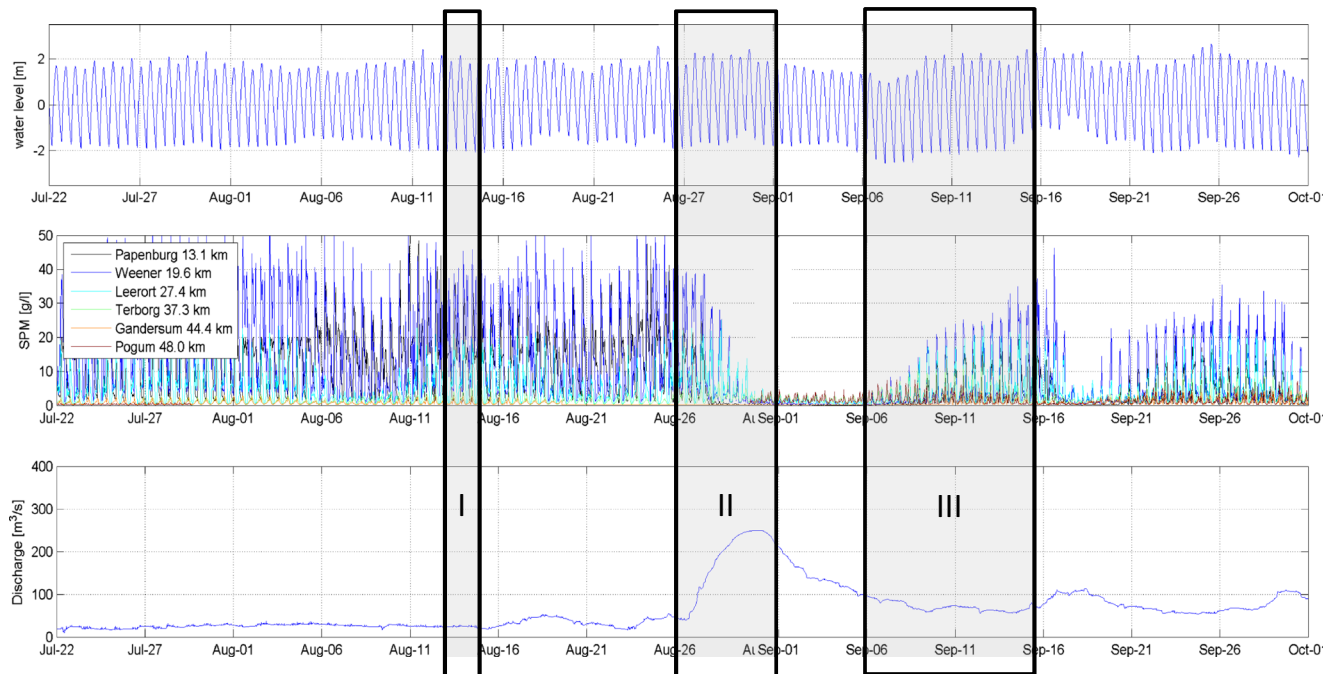 water level [m]
2
0
-2
Jul-22 Jul-27 Aug-01 Aug-06 Aug-11 Aug-16 Aug-21 Aug-27 Sep-01 Sep-06 Sep-11 Sep-16 Sep-21 Sep-26 Oct-01
SPM [g/l]
50
40
30
20
10
0
Papenburg 13.1 km
Weener 19.6 km
Leerort 27.4 km
Terborg 37.3 km
Gandersum 44.4 km
Pogum 48.0 km
Jul-22 Jul-27 Aug-01 Aug-06 Aug-11 Aug-16 Aug-21 Aug-26 Sep-01 Sep-06 Sep-11 Sep-16 Sep-21 Sep-26 Oct-01
Discharge [m³/s]
400
300
200
100
0
I II III
Jul-22 Jul-27 Aug-01 Aug-06 Aug-11 Aug-16 Aug-21 Aug-26 Sep-01 Sep-06 Sep-11 Sep-16 Sep-21 Sep-26 Oct-01